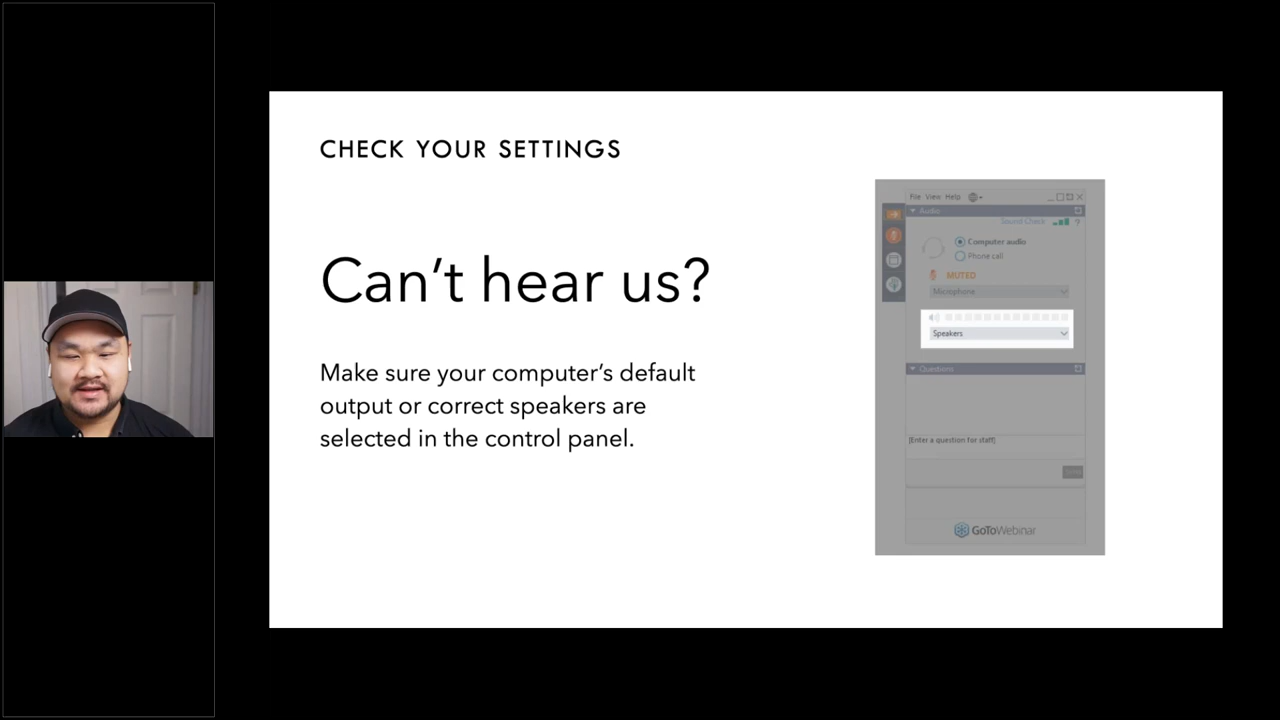 CHECK YOUR SETTINGS
Can't hear us?
Make sure your computer's default
output or correct speakers are
selected in the control panel.
File View Help
Audio
Sound Check ?
Computer audio
Phone call
MUTED
Microphone
Speakers
Questions
[Enter a question for staff]
GoToWebinar